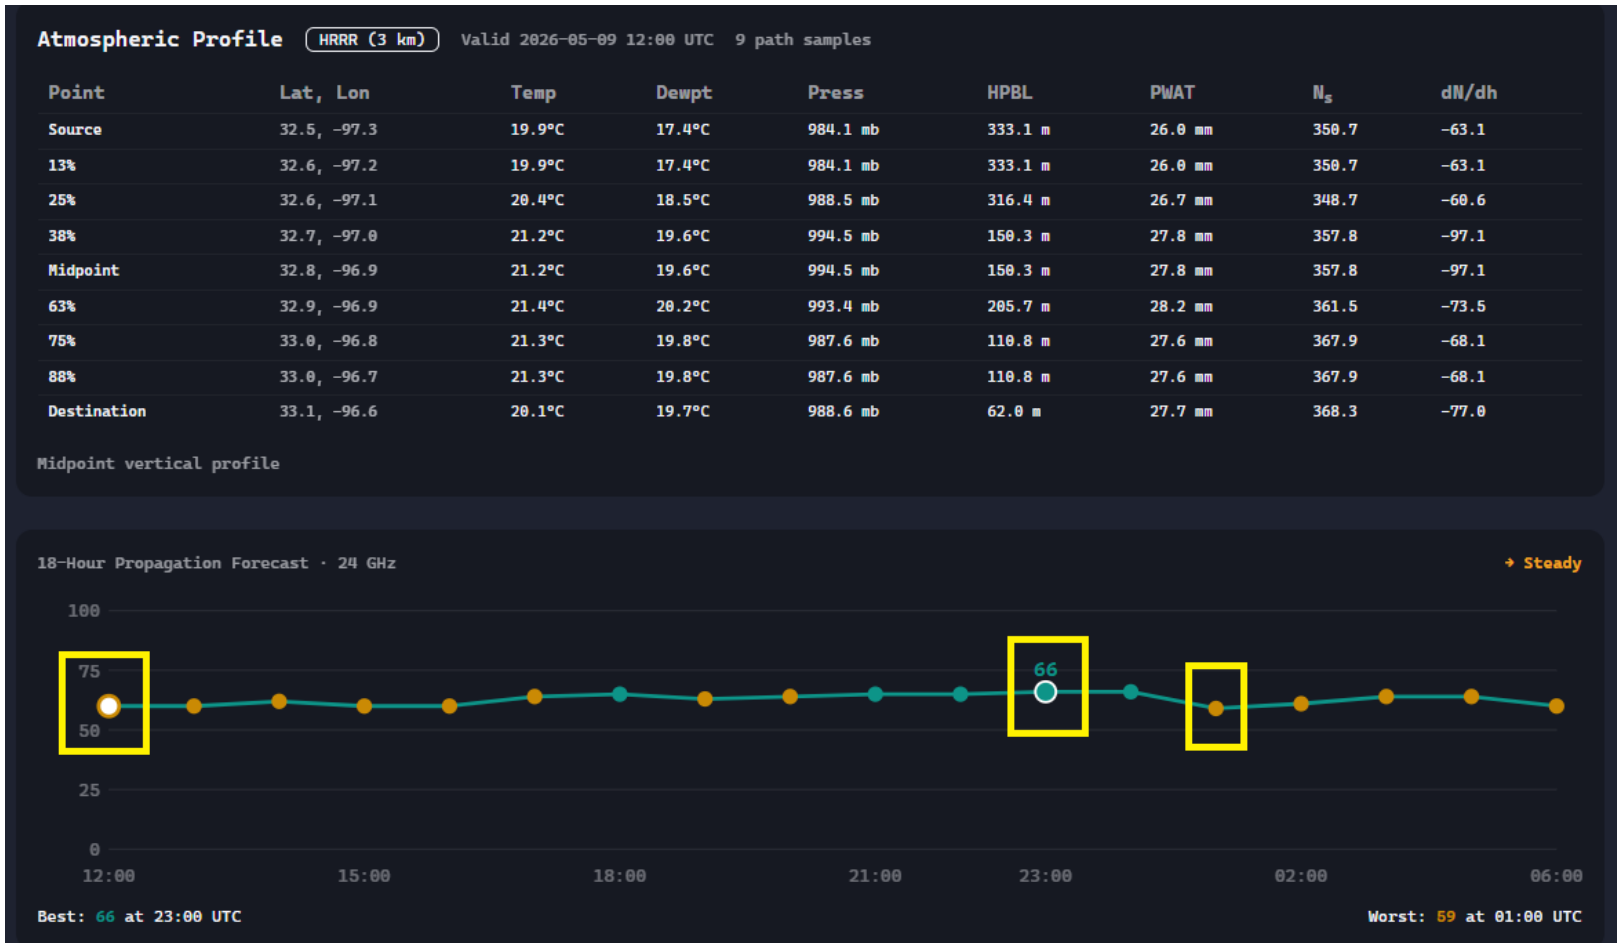 Atmospheric Profile HRRR (3 km) Valid 2026-05-09 12:00 UTC 9 path samples
Point Lat, Lon Temp Dewpt Press HPBL PWAT Ns dN/dh
Source 32.5, -97.3 19.9°C 17.4°C 984.1 mb 333.1 m 26.0 mm 350.7 -63.1
13% 32.6, -97.2 19.9°C 17.4°C 984.1 mb 333.1 m 26.0 mm 350.7 -63.1
25% 32.6, -97.1 20.4°C 18.5°C 988.5 mb 316.4 m 26.7 mm 348.7 -60.6
38% 32.7, -97.0 21.2°C 19.6°C 994.5 mb 150.3 m 27.8 mm 357.8 -97.1
Midpoint 32.8, -96.9 21.2°C 19.6°C 994.5 mb 150.3 m 27.8 mm 357.8 -97.1
63% 32.9, -96.9 21.4°C 20.2°C 993.4 mb 205.7 m 28.2 mm 361.5 -73.5
75% 33.0, -96.8 21.3°C 19.8°C 987.6 mb 110.8 m 27.6 mm 367.9 -68.1
88% 33.0, -96.7 21.3°C 19.8°C 987.6 mb 110.8 m 27.6 mm 367.9 -68.1
Destination 33.1, -96.6 20.1°C 19.7°C 988.6 mb 62.0 m 27.7 mm 368.3 -77.0
Midpoint vertical profile
18-Hour Propagation Forecast · 24 GHz → Steady
100
75
66
50
25
0
12:00 15:00 18:00 21:00 23:00 02:00 06:00
Best: 66 at 23:00 UTC Worst: 59 at 01:00 UTC